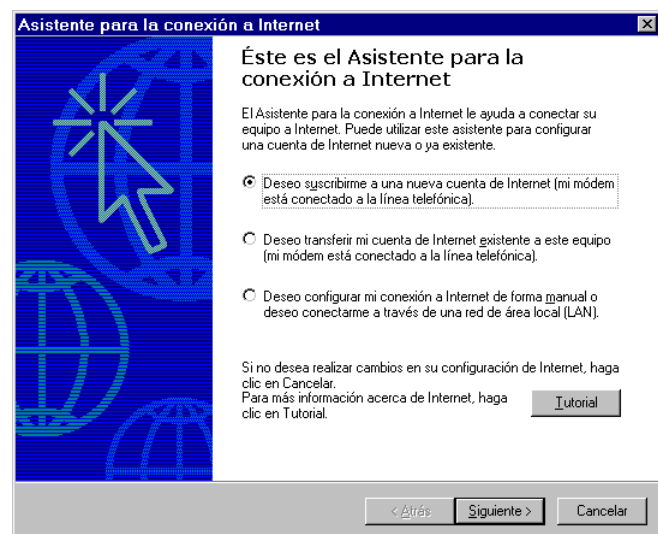 Asistente para la conexión a Internet
Éste es el Asistente para la
conexión a Internet
El Asistente para la conexión a Internet le ayuda a conectar su
equipo a Internet. Puede utilizar este asistente para configurar
una cuenta de Internet nueva o ya existente.
Deseo suscribirme a una nueva cuenta de Internet (mi módem
está conectado a la línea telefónica).
Deseo transferir mi cuenta de Internet existente a este equipo
(mi módem está conectado a la línea telefónica).
Deseo configurar mi conexión a Internet de forma manual o
deseo conectarme a través de una red de área local (LAN).
Si no desea realizar cambios en su configuración de Internet, haga
clic en Cancelar.
Para más información acerca de Internet, haga
clic en Tutorial.
Tutorial
< Atrás
Siguiente >
Cancelar